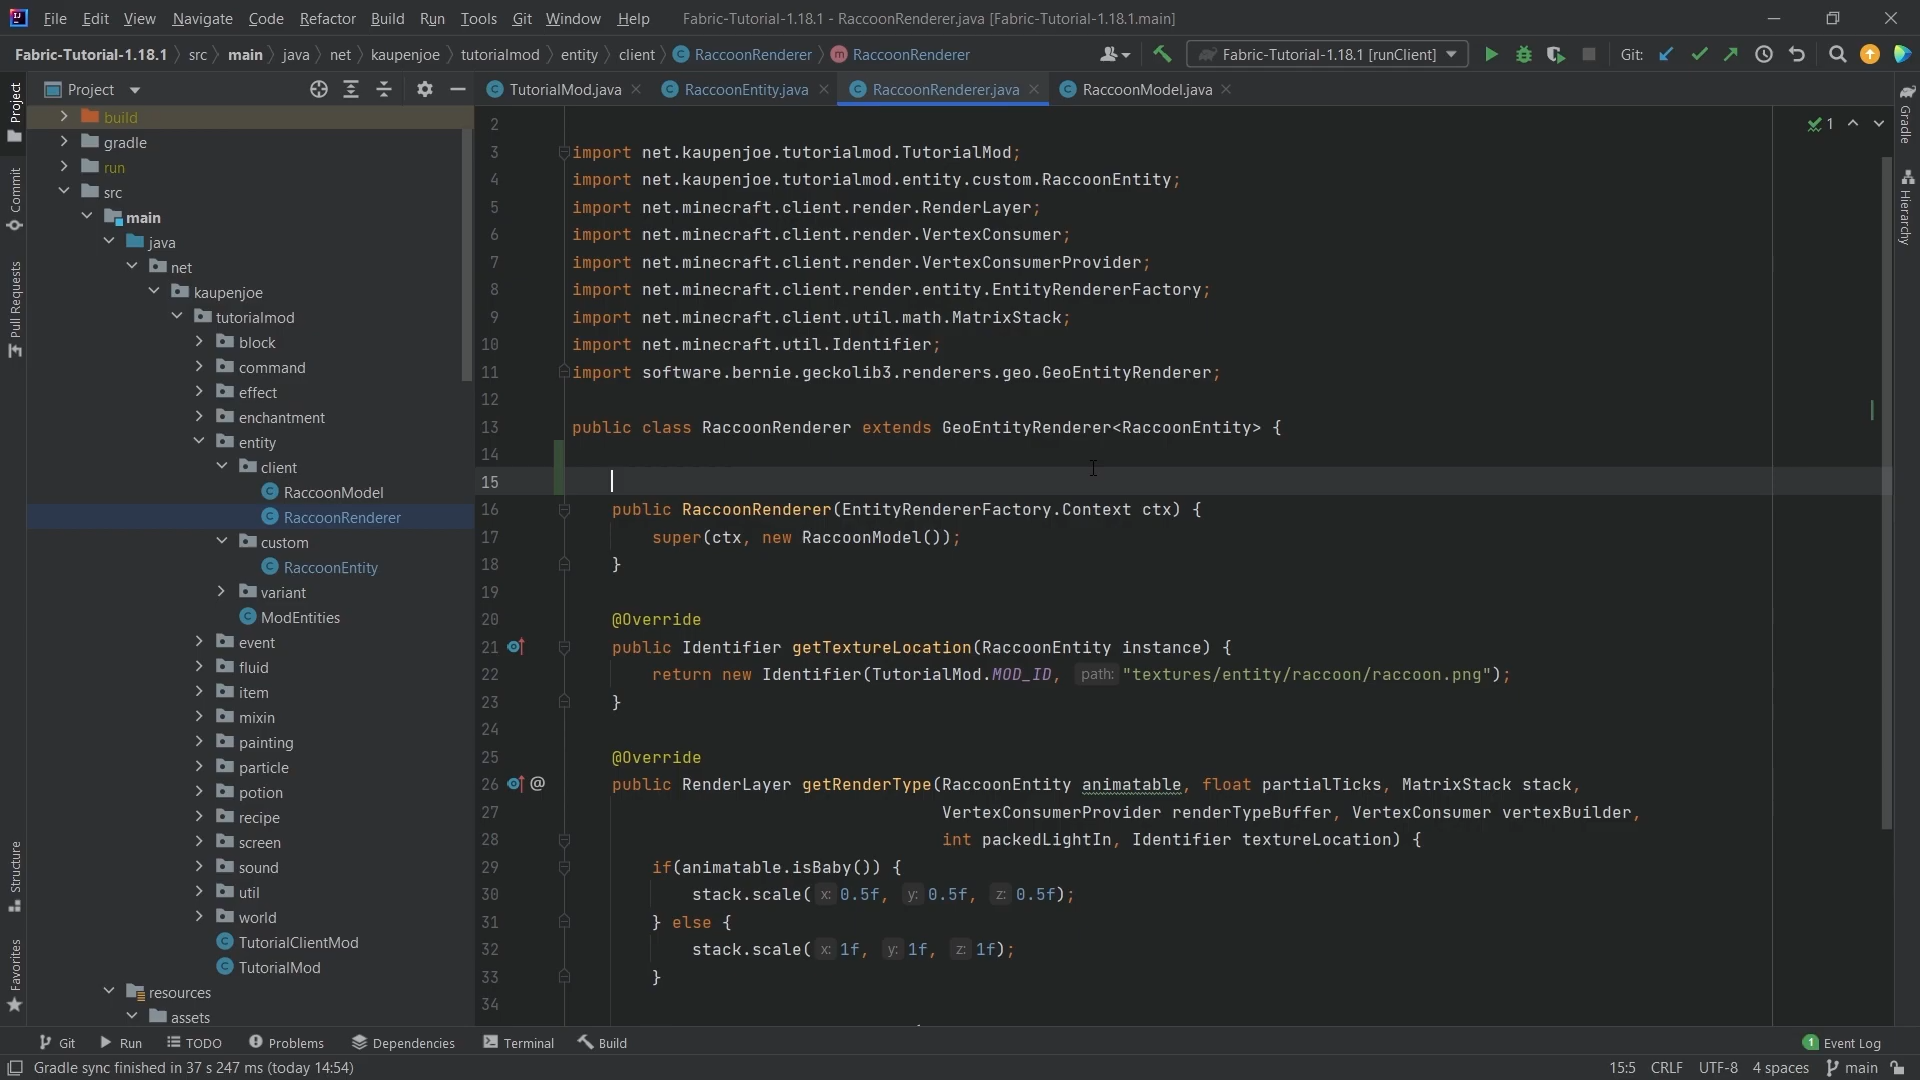 File Edit View Navigate Code Refactor Build Run Tools Git Window Help Fabric-Tutorial-1.18.1 - RaccoonRenderer.java [Fabric-Tutorial-1.18.1.main]
Fabric-Tutorial-1.18.1 src main java net kaupenjoe tutorialmod entity client RaccoonRenderer RaccoonRenderer Fabric-Tutorial-1.18.1 [runClient] Git:
Project
TutorialMod.java RaccoonEntity.java RaccoonRenderer.java RaccoonModel.java
Project
Commit
Pull Requests
Structure
Favorites
build
gradle
run
src
main
java
net
kaupenjoe
tutorialmod
block
command
effect
enchantment
entity
client
RaccoonModel
RaccoonRenderer
custom
RaccoonEntity
variant
ModEntities
event
fluid
item
mixin
painting
particle
potion
recipe
screen
sound
util
world
TutorialClientMod
TutorialMod
resources
assets
1
2
3 import net.kaupenjoe.tutorialmod.TutorialMod;
4 import net.kaupenjoe.tutorialmod.entity.custom.RaccoonEntity;
5 import net.minecraft.client.render.RenderLayer;
6 import net.minecraft.client.render.VertexConsumer;
7 import net.minecraft.client.render.VertexConsumerProvider;
8 import net.minecraft.client.render.entity.EntityRendererFactory;
9 import net.minecraft.client.util.math.MatrixStack;
10 import net.minecraft.util.Identifier;
11 import software.bernie.geckolib3.renderers.geo.GeoEntityRenderer;
12
13 public class RaccoonRenderer extends GeoEntityRenderer<RaccoonEntity> {
14
15
16 public RaccoonRenderer(EntityRendererFactory.Context ctx) {
17 super(ctx, new RaccoonModel());
18 }
19
20 @Override
21 public Identifier getTextureLocation(RaccoonEntity instance) {
22 return new Identifier(TutorialMod.MOD_ID, path: "textures/entity/raccoon/raccoon.png");
23 }
24
25 @Override
26 @ public RenderLayer getRenderType(RaccoonEntity animatable, float partialTicks, MatrixStack stack,
27 VertexConsumerProvider renderTypeBuffer, VertexConsumer vertexBuilder,
28 int packedLightIn, Identifier textureLocation) {
29 if(animatable.isBaby()) {
30 stack.scale( x: 0.5f, y: 0.5f, z: 0.5f);
31 } else {
32 stack.scale( x: 1f, y: 1f, z: 1f);
33 }
34
Gradle
Hierarchy
Git Run TODO Problems Dependencies Terminal Build 1 Event Log
Gradle sync finished in 37 s 247 ms (today 14:54) 15:5 CRLF UTF-8 4 spaces main